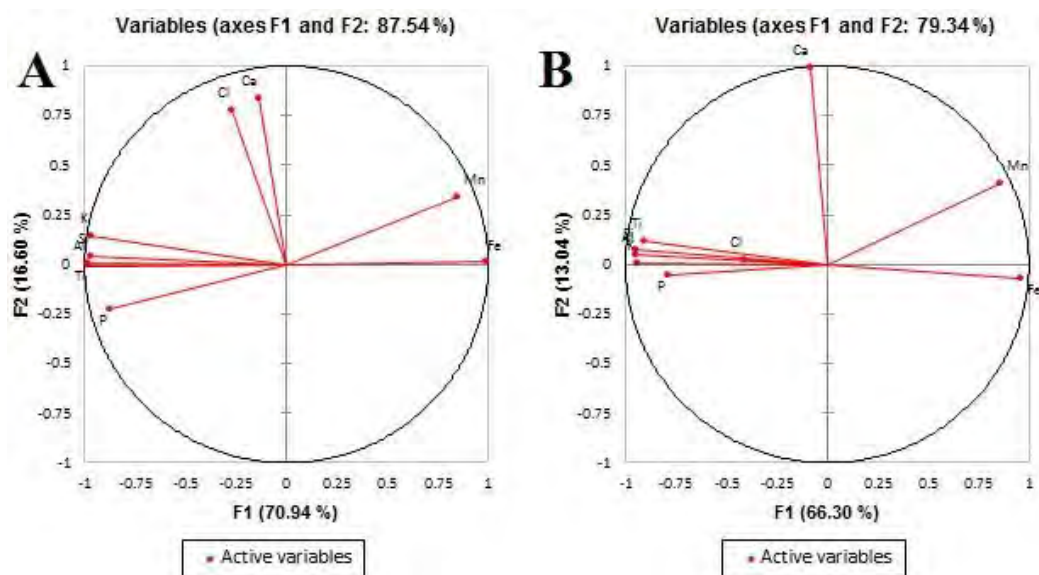 Variables (axes F1 and F2: 87.54 %)
A
F2 (16.60 %)
1
0.75
0.5
0.25
0
-0.25
-0.5
-0.75
-1
Cl
Ca
Mn
K
Fe
P
-1
-0.75
-0.5
-0.25
0
0.25
0.5
0.75
1
F1 (70.94 %)
Active variables
Variables (axes F1 and F2: 79.34 %)
B
F2 (13.04 %)
1
0.75
0.5
0.25
0
-0.25
-0.5
-0.75
-1
Ca
Mn
Ti
Cl
P
Fe
-1
-0.75
-0.5
-0.25
0
0.25
0.5
0.75
1
F1 (66.30 %)
Active variables